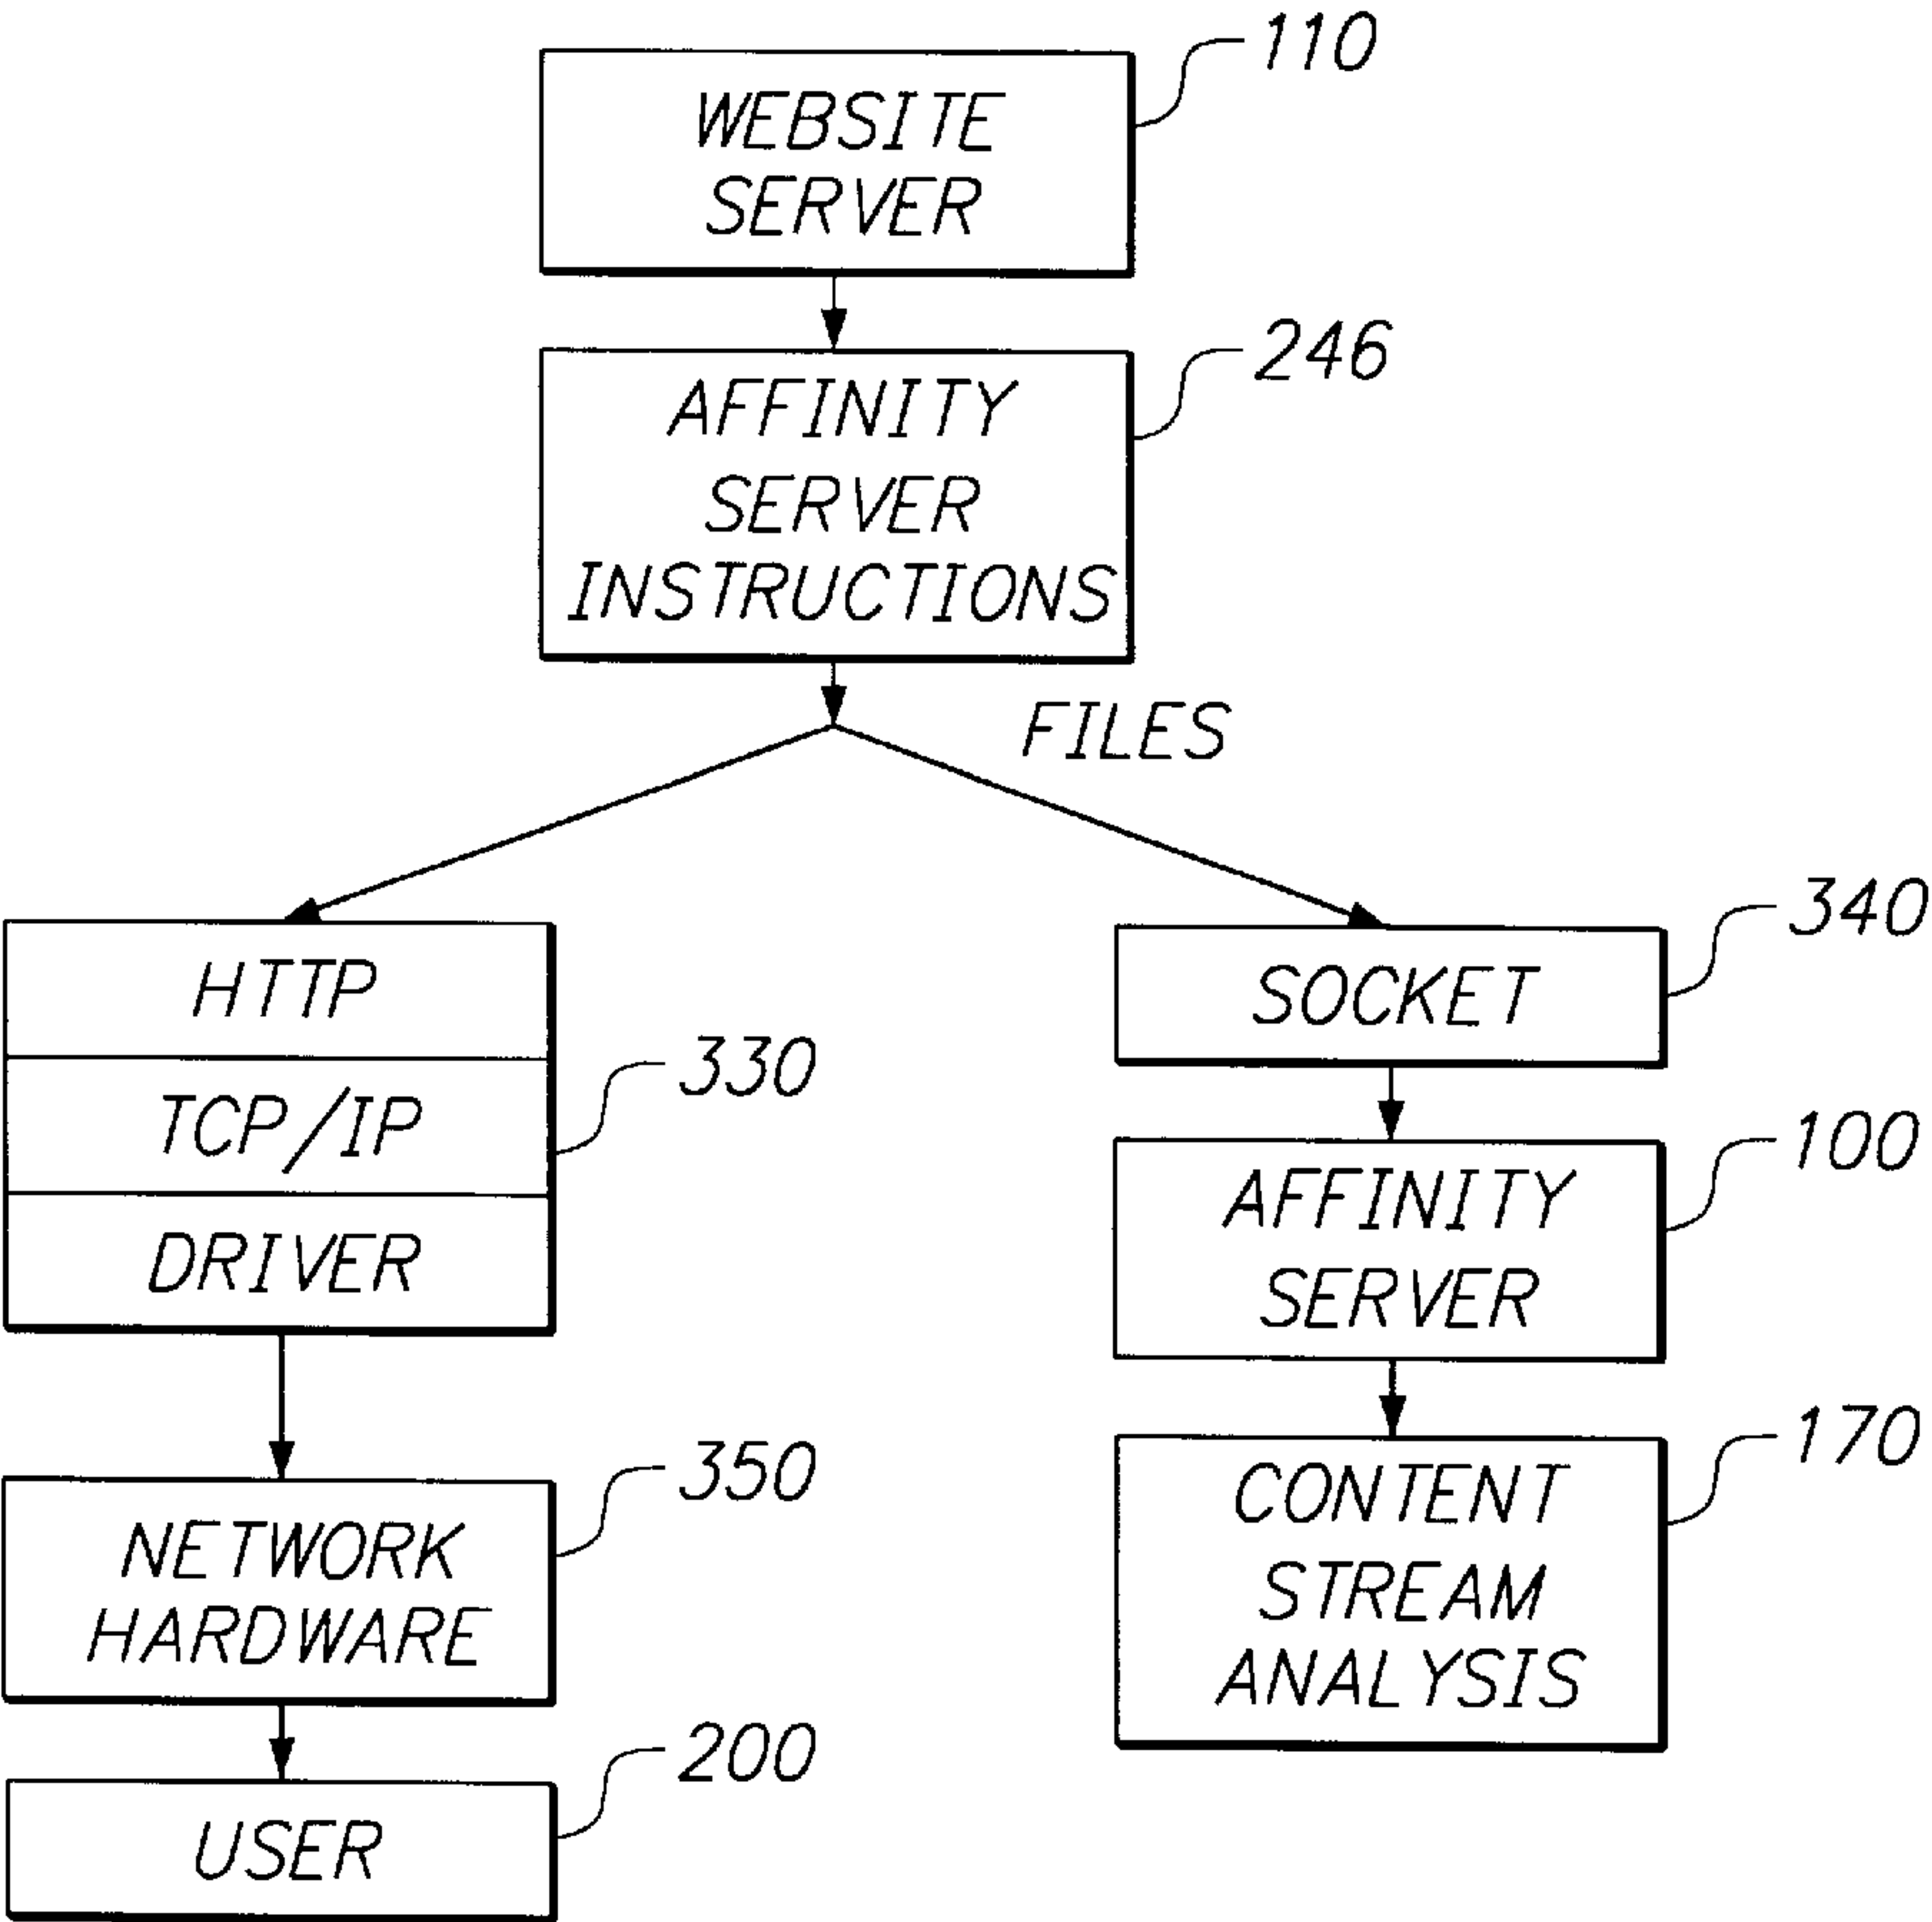 110
WEBSITE
SERVER
246
AFFINITY
SERVER
INSTRUCTIONS
FILES
HTTP
TCP/IP
DRIVER
330
NETWORK
HARDWARE
350
USER
200
SOCKET
340
AFFINITY
SERVER
100
CONTENT
STREAM
ANALYSIS
170